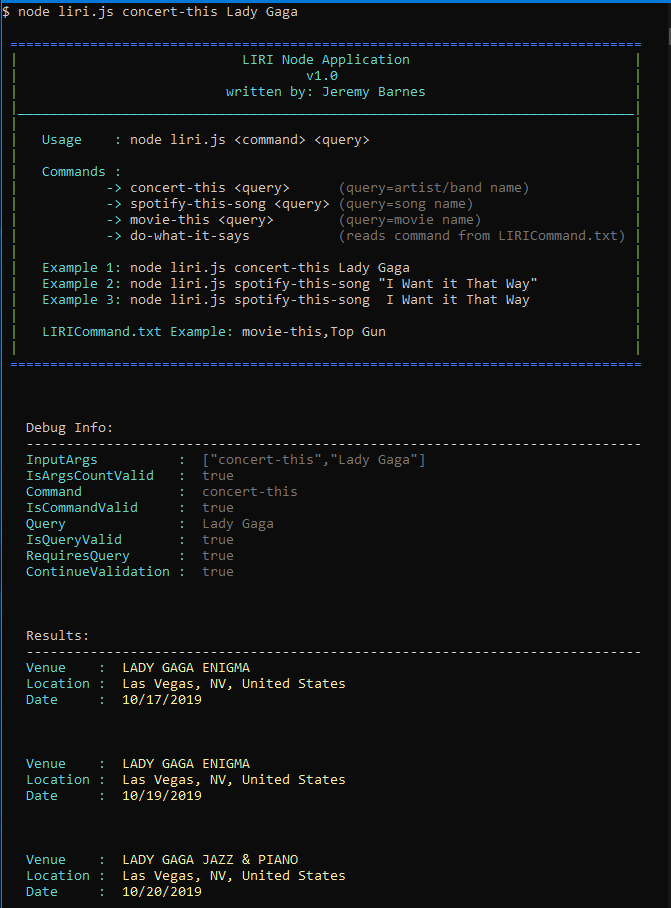 $ node liri.js concert-this Lady Gaga
===============================================================================
| LIRI Node Application |
| v1.0 |
| written by: Jeremy Barnes |
|_____________________________________________________________________________|
| Usage : node liri.js <command> <query> |
| Commands : |
| -> concert-this <query> (query=artist/band name) |
| -> spotify-this-song <query> (query=song name) |
| -> movie-this <query> (query=movie name) |
| -> do-what-it-says (reads command from LIRICommand.txt) |
| Example 1: node liri.js concert-this Lady Gaga |
| Example 2: node liri.js spotify-this-song "I Want it That Way" |
| Example 3: node liri.js spotify-this-song  I Want it That Way |
| LIRICommand.txt Example: movie-this,Top Gun |
===============================================================================
Debug Info:
-----------------------------------------------------------------------------
InputArgs : ["concert-this","Lady Gaga"]
IsArgsCountValid : true
Command : concert-this
IsCommandValid : true
Query : Lady Gaga
IsQueryValid : true
RequiresQuery : true
ContinueValidation : true
Results:
-----------------------------------------------------------------------------
Venue : LADY GAGA ENIGMA
Location : Las Vegas, NV, United States
Date : 10/17/2019
Venue : LADY GAGA ENIGMA
Location : Las Vegas, NV, United States
Date : 10/19/2019
Venue : LADY GAGA JAZZ & PIANO
Location : Las Vegas, NV, United States
Date : 10/20/2019